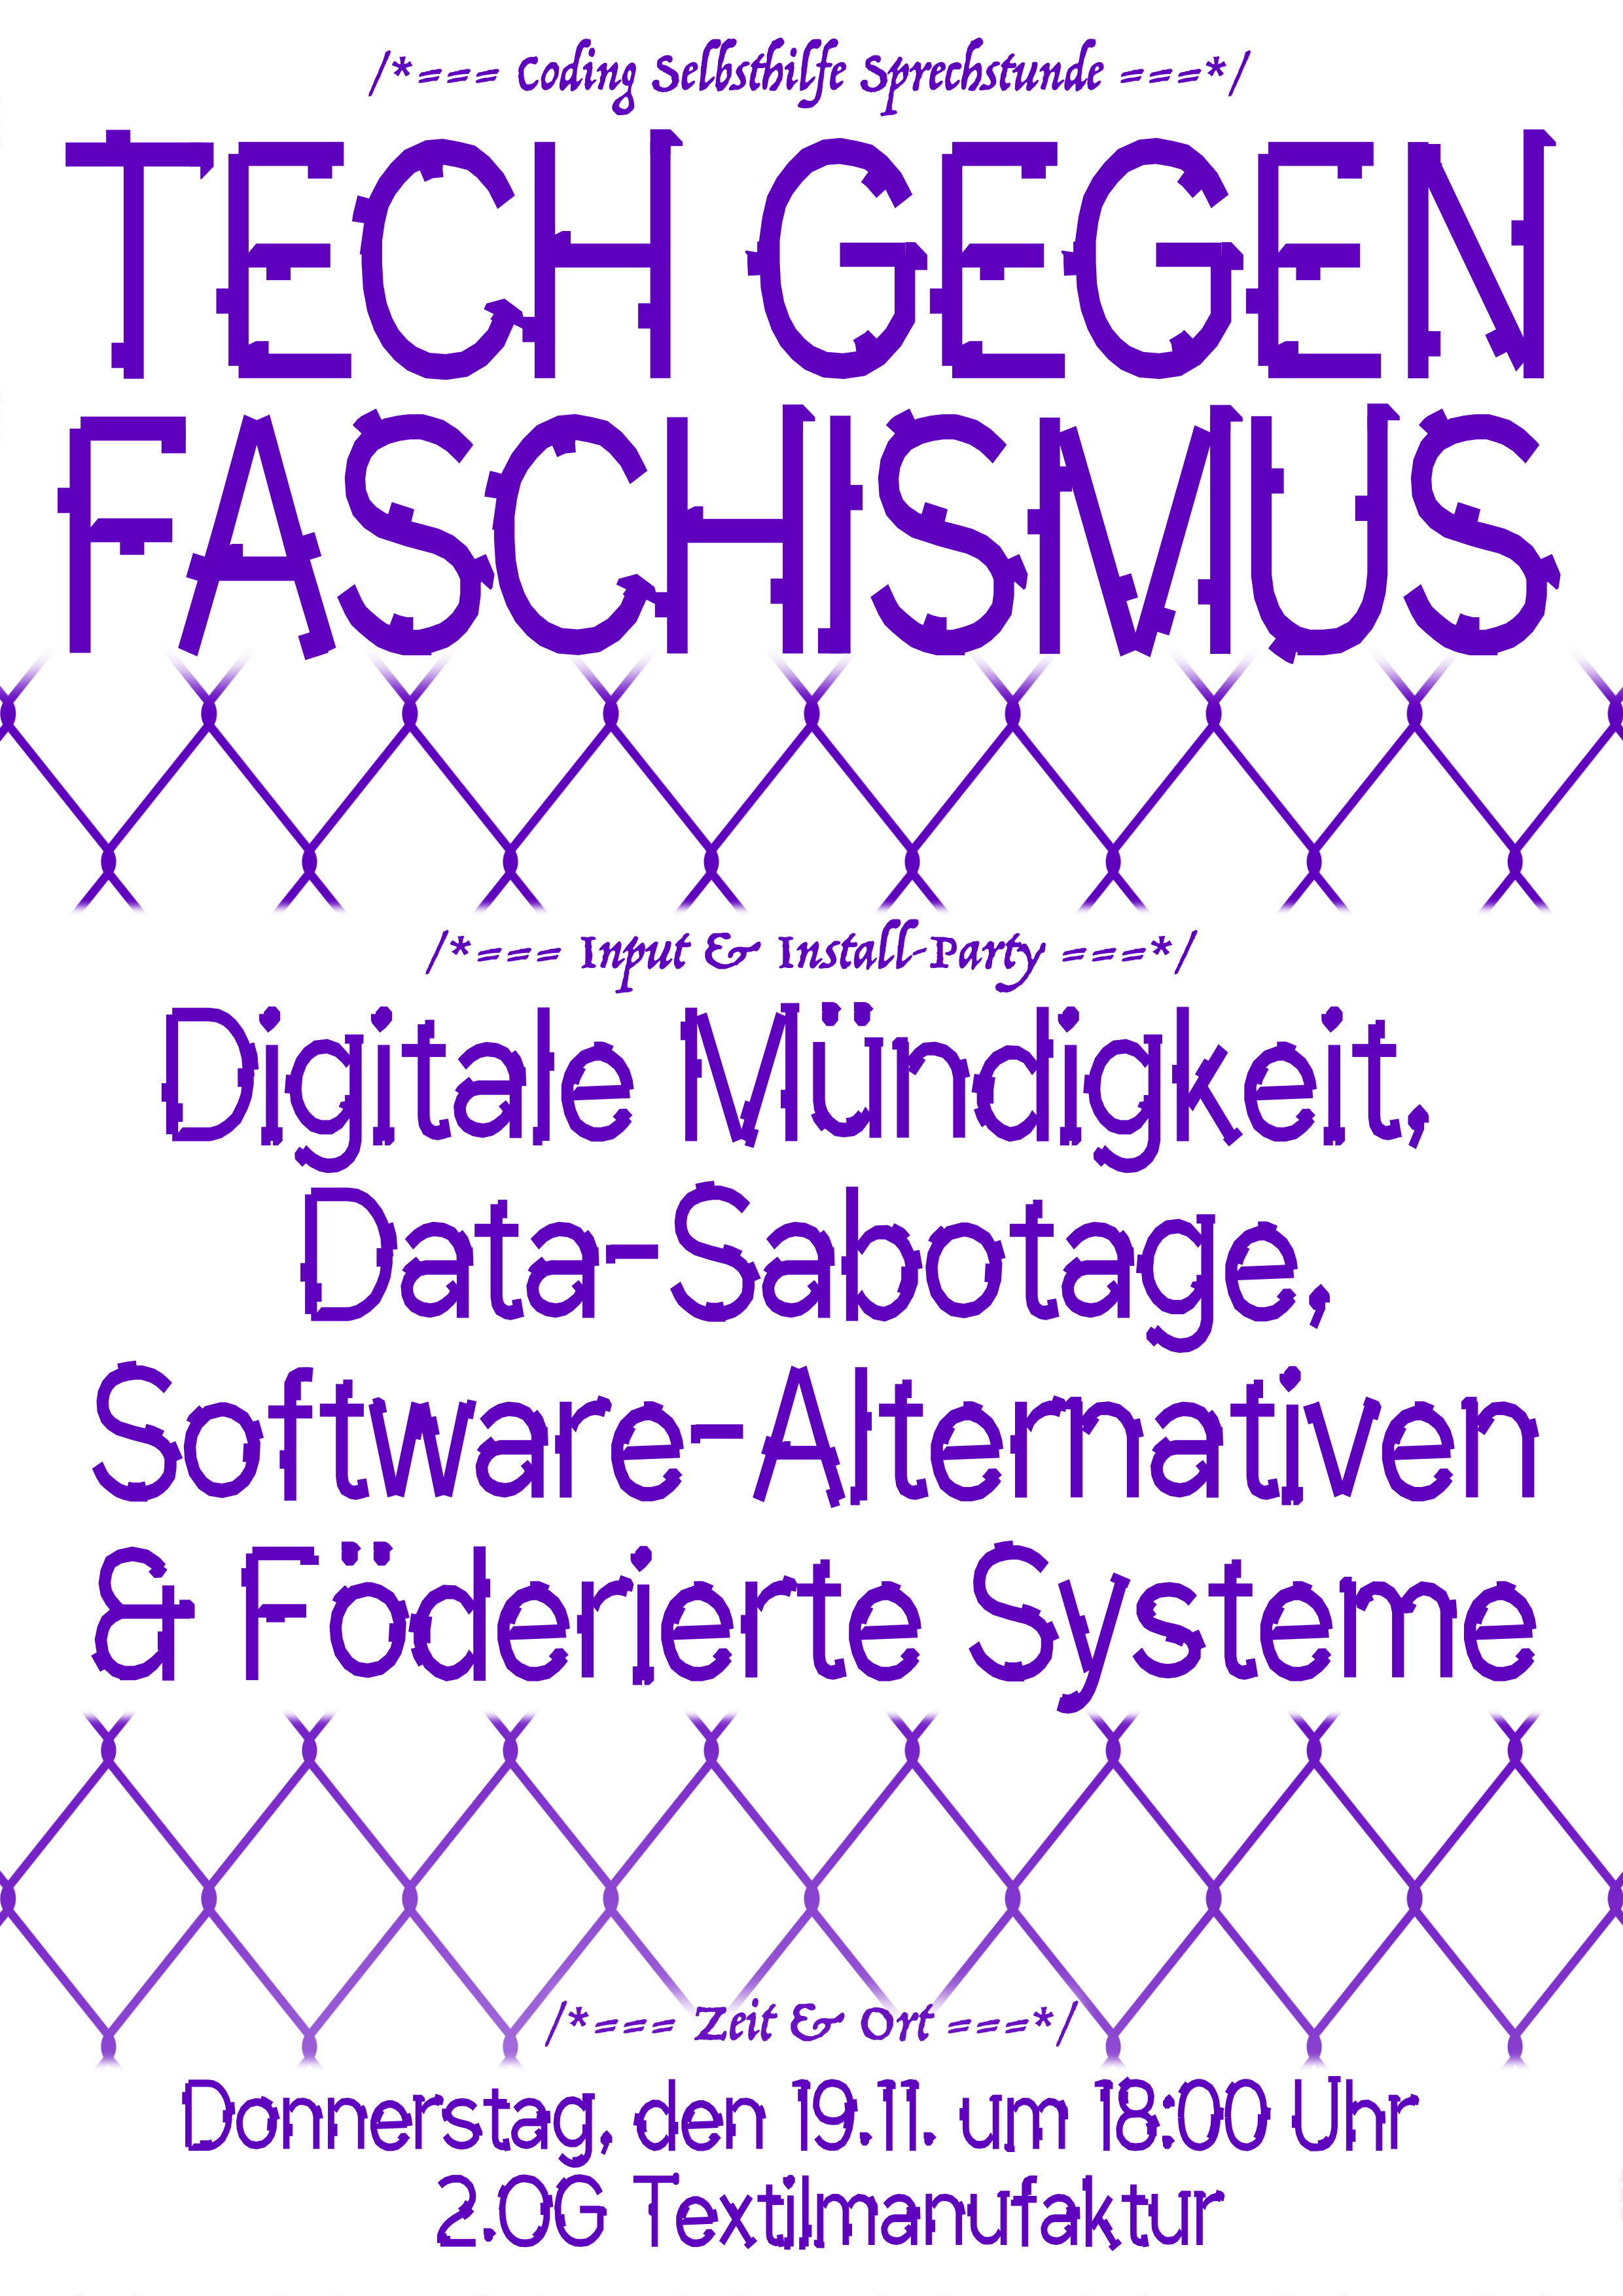 /*=== Coding Selbsthilfe Sprechstunde ===*/
TECH GEGEN
FASCHISMUS
/*=== Input & Install-Party ===*/
Digitale Mündigkeit,
Data-Sabotage,
Software-Alternativen
& Föderierte Systeme
/*=== Zeit & Ort ===*/
Donnerstag, den 19.11. um 18:00 Uhr
2.OG Textilmanufaktur